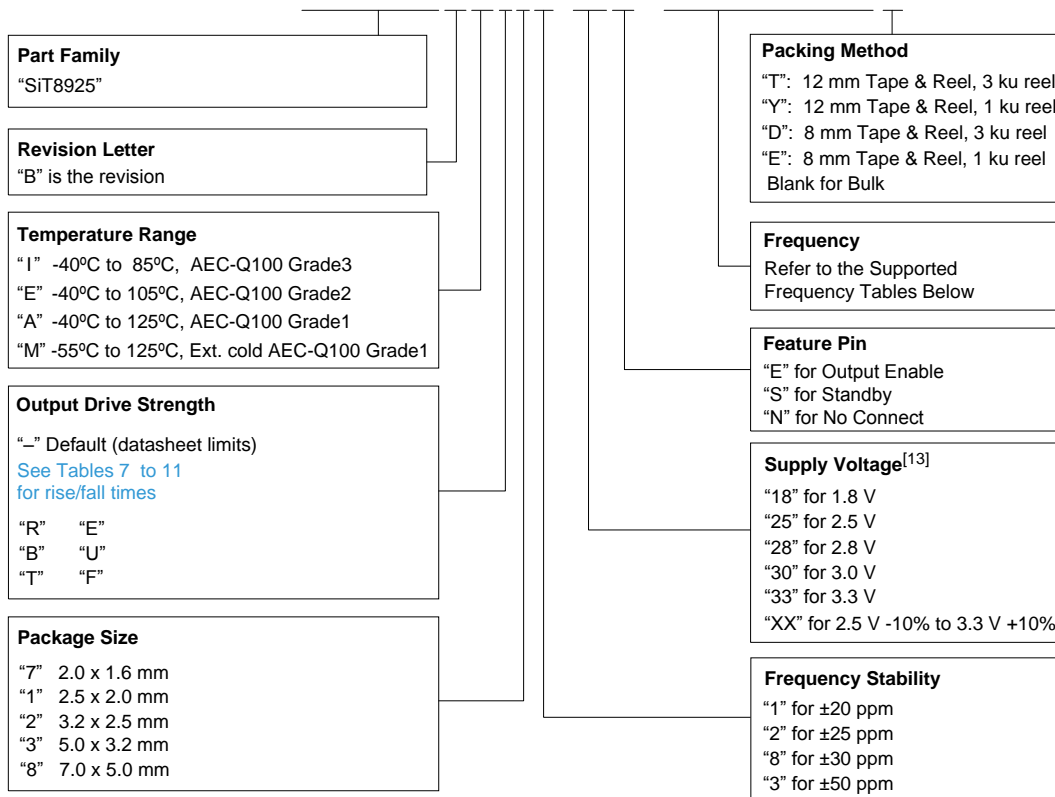 Part Family
“SiT8925”
Revision Letter
“B” is the revision
Temperature Range
“I” -40ºC to 85ºC, AEC-Q100 Grade3
“E” -40ºC to 105ºC, AEC-Q100 Grade2
“A” -40ºC to 125ºC, AEC-Q100 Grade1
“M” -55ºC to 125ºC, Ext. cold AEC-Q100 Grade1
Output Drive Strength
“–” Default (datasheet limits)
See Tables 7 to 11
for rise/fall times
“R” “E”
“B” “U”
“T” “F”
Package Size
“7” 2.0 x 1.6 mm
“1” 2.5 x 2.0 mm
“2” 3.2 x 2.5 mm
“3” 5.0 x 3.2 mm
“8” 7.0 x 5.0 mm
Packing Method
“T”: 12 mm Tape & Reel, 3 ku reel
“Y”: 12 mm Tape & Reel, 1 ku reel
“D”: 8 mm Tape & Reel, 3 ku reel
“E”: 8 mm Tape & Reel, 1 ku reel
Blank for Bulk
Frequency
Refer to the Supported
Frequency Tables Below
Feature Pin
“E” for Output Enable
“S” for Standby
“N” for No Connect
Supply Voltage[13]
“18” for 1.8 V
“25” for 2.5 V
“28” for 2.8 V
“30” for 3.0 V
“33” for 3.3 V
“XX” for 2.5 V -10% to 3.3 V +10%
Frequency Stability
“1” for ±20 ppm
“2” for ±25 ppm
“8” for ±30 ppm
“3” for ±50 ppm